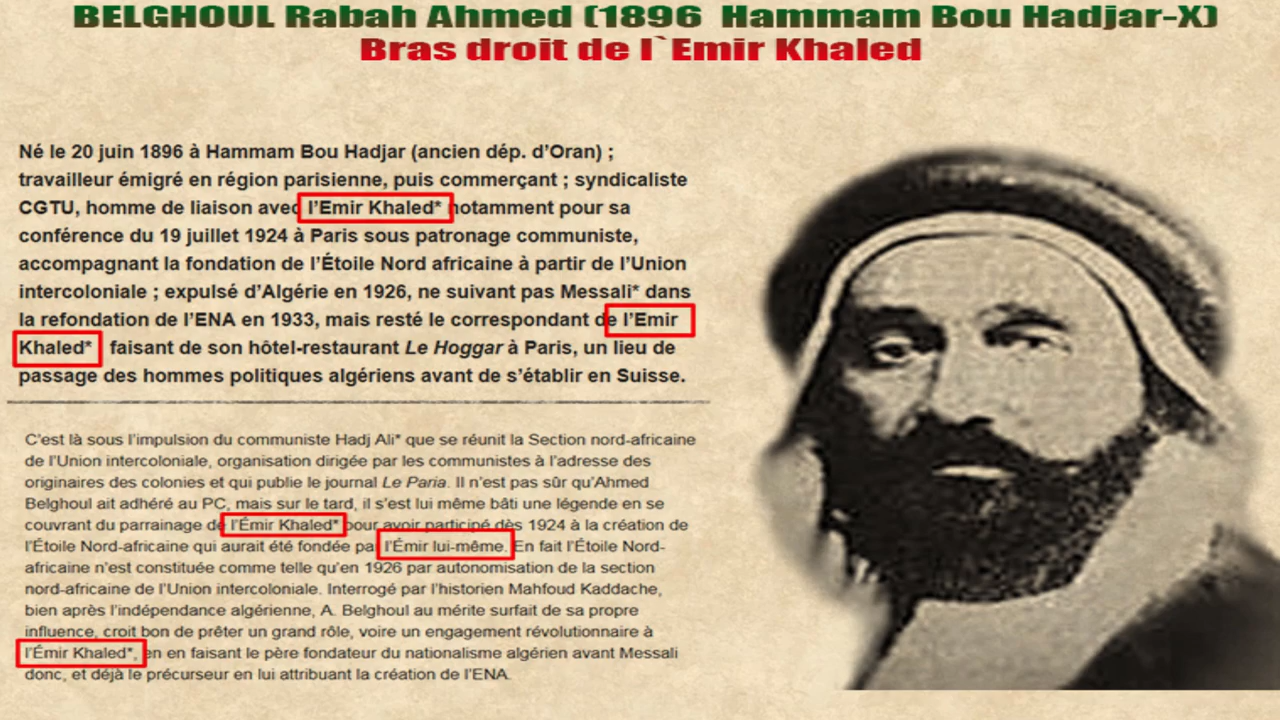 BELGHOUL Rabah Ahmed (1896 Hammam Bou Hadjar-X)
Bras droit de l`Emir Khaled
Né le 20 juin 1896 à Hammam Bou Hadjar (ancien dép. d’Oran) ;
travailleur émigré en région parisienne, puis commerçant ; syndicaliste
CGTU, homme de liaison avec l’Emir Khaled* notamment pour sa
conférence du 19 juillet 1924 à Paris sous patronage communiste,
accompagnant la fondation de l’Étoile Nord africaine à partir de l’Union
intercoloniale ; expulsé d’Algérie en 1926, ne suivant pas Messali* dans
la refondation de l’ENA en 1933, mais resté le correspondant de l’Emir
Khaled* faisant de son hôtel-restaurant Le Hoggar à Paris, un lieu de
passage des hommes politiques algériens avant de s’établir en Suisse.
C’est là sous l’impulsion du communiste Hadj Ali* que se réunit la Section nord-africaine
de l’Union intercoloniale, organisation dirigée par les communistes à l’adresse des
originaires des colonies et qui publie le journal Le Paria. Il n’est pas sûr qu’Ahmed
Belghoul ait adhéré au PC, mais sur le tard, il s’est lui même bâti une légende en se
couvrant du parrainage de l’Émir Khaled* pour avoir participé dès 1924 à la création de
l’Étoile Nord-africaine qui aurait été fondée par l’Émir lui-même. En fait l’Étoile Nord-
africaine n’est constituée comme telle qu’en 1926 par autonomisation de la section
nord-africaine de l’Union intercoloniale. Interrogé par l’historien Mahfoud Kaddache,
bien après l’indépendance algérienne, A. Belghoul au mérite surfait de sa propre
influence, croit bon de prêter un grand rôle, voire un engagement révolutionnaire à
l’Émir Khaled*, en en faisant le père fondateur du nationalisme algérien avant Messali
donc, et déjà le précurseur en lui attribuant la création de l’ENA.